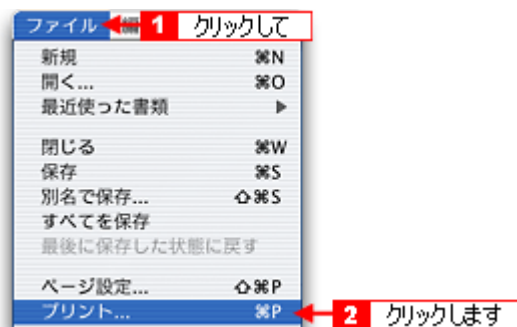 ファイル 1 クリックして
新規 ⌘N
開く... ⌘O
最近使った書類 ▶
閉じる ⌘W
保存 ⌘S
別名で保存... ⇧⌘S
すべてを保存
最後に保存した状態に戻す
ページ設定... ⇧⌘P
プリント... ⌘P 2 クリックします